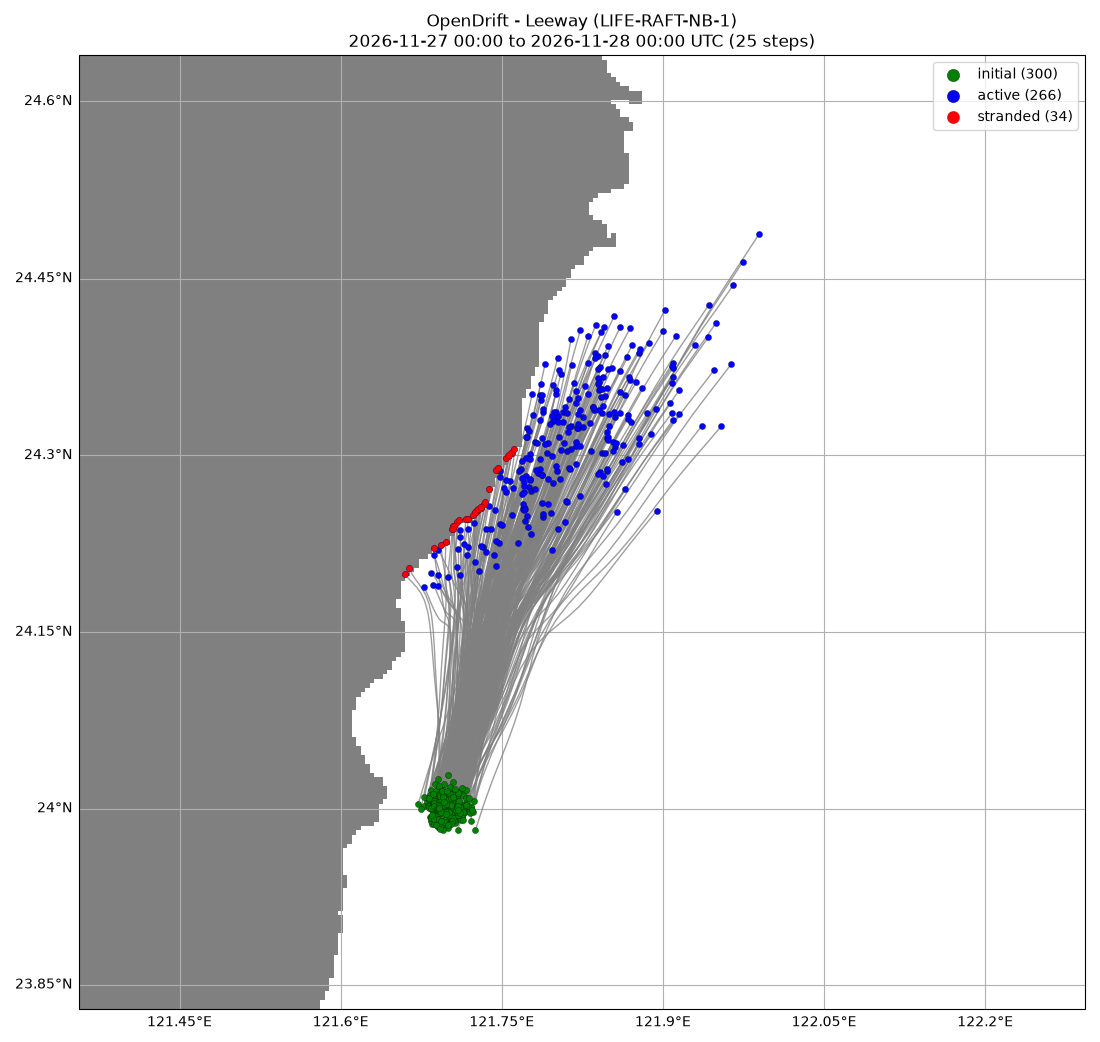 OpenDrift - Leeway (LIFE-RAFT-NB-1)
2026-11-27 00:00 to 2026-11-28 00:00 UTC (25 steps)
initial (300)
active (266)
stranded (34)
24.6°N
24.45°N
24.3°N
24.15°N
24°N
23.85°N
121.45°E
121.6°E
121.75°E
121.9°E
122.05°E
122.2°E